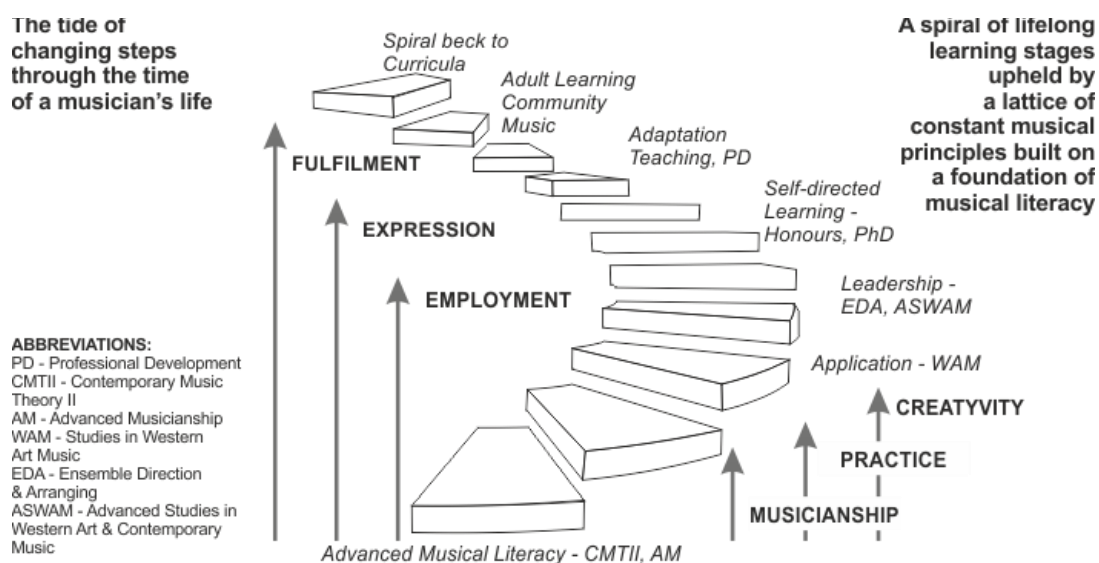 The tide of
changing steps
through the time
of a musician's life
A spiral of lifelong
learning stages
upheld by
a lattice of
constant musical
principles built on
a foundation of
musical literacy
Spiral beck to
Curricula
Adult Learning
Community
Music
Adaptation
Teaching, PD
Self-directed
Learning -
Honours, PhD
Leadership -
EDA, ASWAM
Application - WAM
FULFILMENT
EXPRESSION
EMPLOYMENT
CREATYVITY
PRACTICE
MUSICIANSHIP
Advanced Musical Literacy - CMTII, AM
ABBREVIATIONS:
PD - Professional Development
CMTII - Contemporary Music
Theory II
AM - Advanced Musicianship
WAM - Studies in Western
Art Music
EDA - Ensemble Direction
& Arranging
ASWAM - Advanced Studies in
Western Art & Contemporary
Music